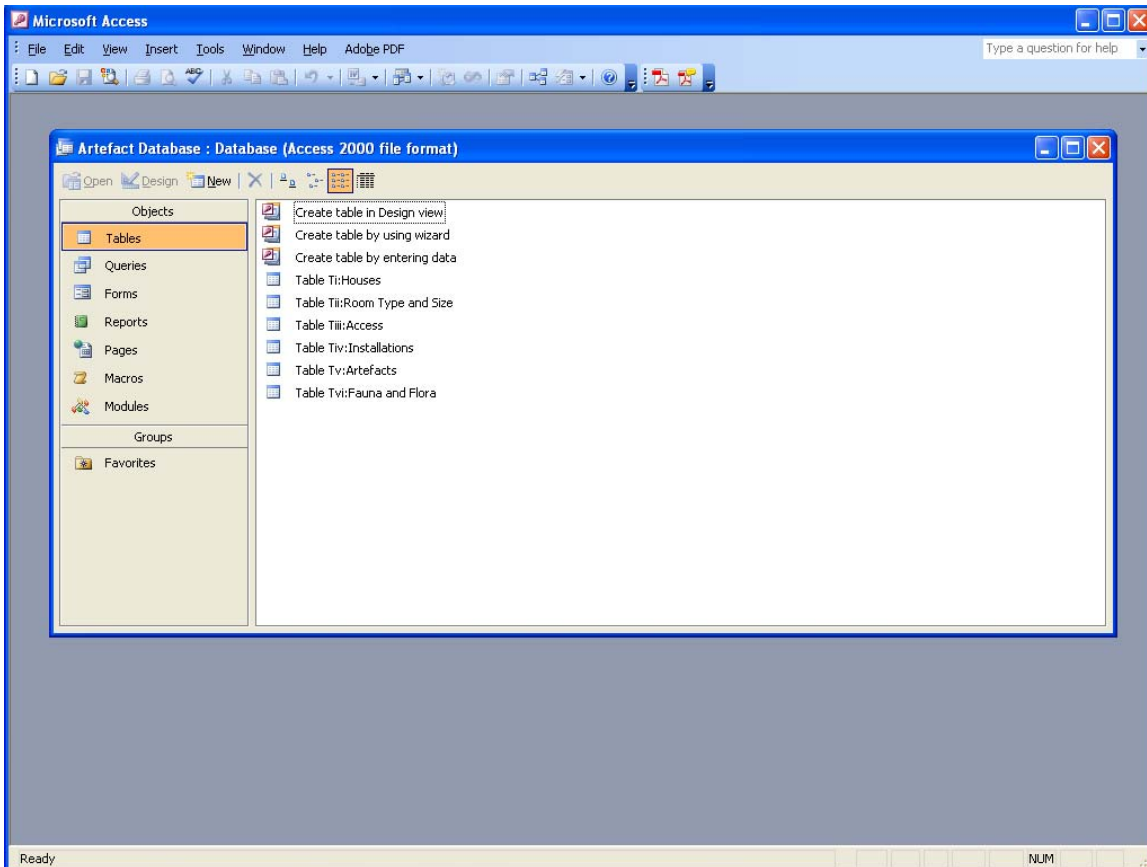 Microsoft Access
File Edit View Insert Tools Window Help Adobe PDF Type a question for help
Artefact Database : Database (Access 2000 file format)
Open Design New
Objects
Tables
Queries
Forms
Reports
Pages
Macros
Modules
Groups
Favorites
Create table in Design view
Create table by using wizard
Create table by entering data
Table Ti:Houses
Table Tii:Room Type and Size
Table Tiii:Access
Table Tiv:Installations
Table Tv:Artefacts
Table Tvi:Fauna and Flora
Ready NUM